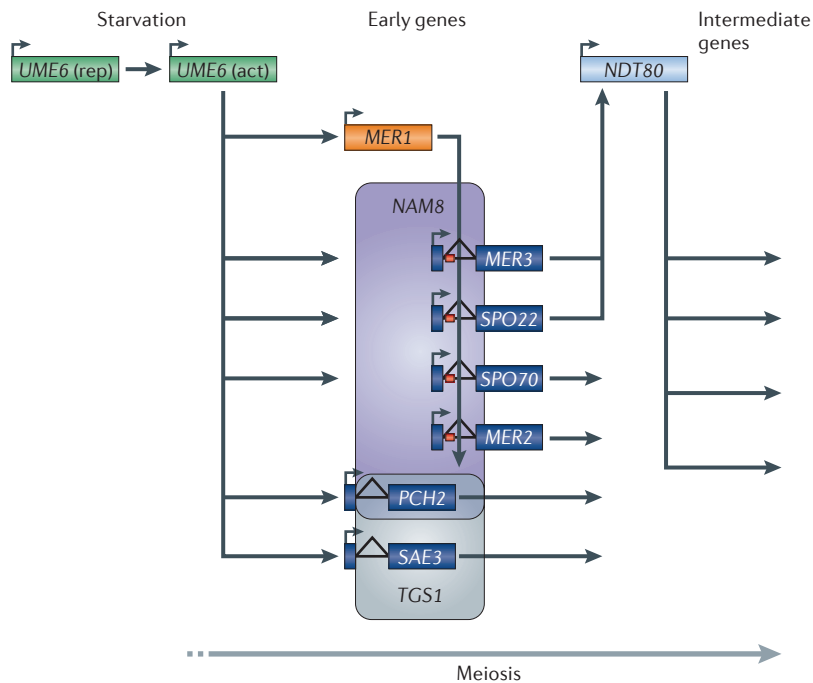 Starvation
Early genes
Intermediate
genes
UME6 (rep)
UME6 (act)
NDT80
MER1
NAM8
MER3
SPO22
SPO70
MER2
PCH2
SAE3
TGS1
Meiosis